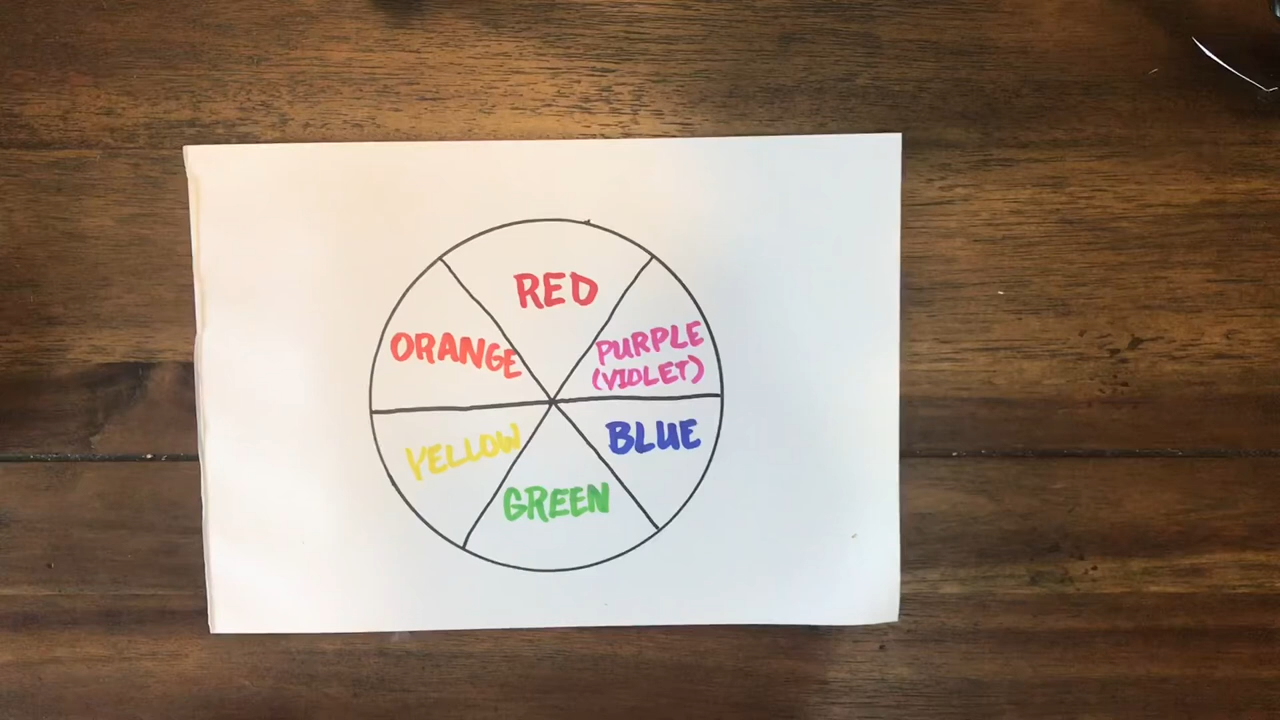 RED
ORANGE
PURPLE
(VIOLET)
YELLOW
BLUE
GREEN